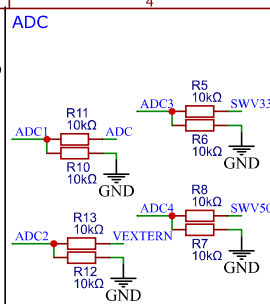 4
ADC
R5
10kΩ
ADC3
SWV33
R6
10kΩ
GND
R11
10kΩ
ADC1
ADC
R10
10kΩ
GND
R8
10kΩ
ADC4
SWV50
R7
10kΩ
GND
R13
10kΩ
ADC2
VEXTERN
R12
10kΩ
GND